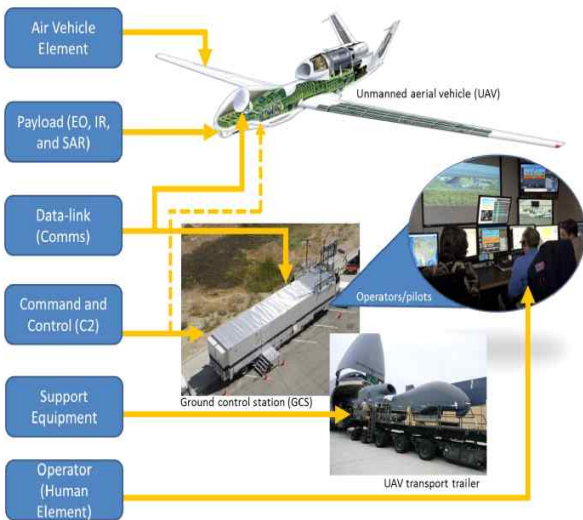 Air Vehicle
Element
Payload (EO, IR,
and SAR)
Data-link
(Comms)
Command and
Control (C2)
Support
Equipment
Operator
(Human
Element)
Unmanned aerial vehicle (UAV)
Operators/pilots
Ground control station (GCS)
UAV transport trailer